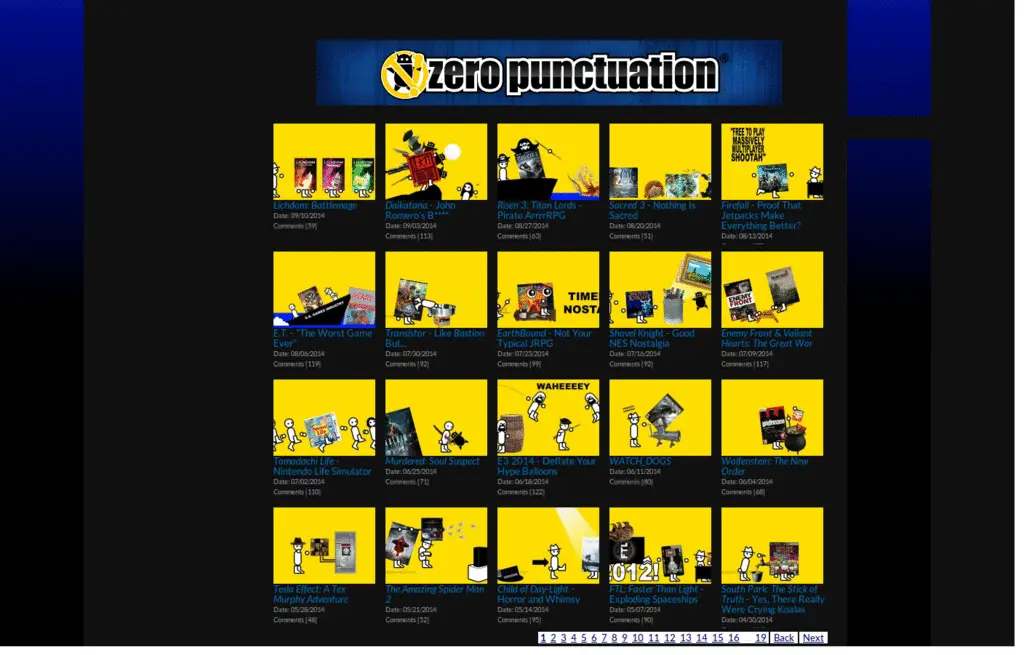 zero punctuation®
"FREE TO PLAY
MASSIVELY
MULTIPLAYER
SHOOTAH"
Lichdom: Battlemage
Date: 09/10/2014
Comments (59)
Daikatana - John
Romero's B****
Date: 09/03/2014
Comments (113)
Risen 3: Titan Lords -
Pirate ArrrrRPG
Date: 08/27/2014
Comments (63)
Sacred 3 - Nothing Is
Sacred
Date: 08/20/2014
Comments (51)
Firefall - Proof That
Jetpacks Make
Everything Better?
Date: 08/13/2014
U.S. GAMES INDUSTRY
TIME
NOSTA
ENEMY
FRONT
E.T. - "The Worst Game
Ever"
Date: 08/06/2014
Comments (119)
Transistor - Like Bastion
But...
Date: 07/30/2014
Comments (92)
EarthBound - Not Your
Typical JRPG
Date: 07/23/2014
Comments (99)
Shovel Knight - Good
NES Nostalgia
Date: 07/16/2014
Comments (92)
Enemy Front & Valiant
Hearts: The Great War
Date: 07/09/2014
Comments (117)
WAHEEEEY
Tomodachi Life -
Nintendo Life Simulator
Date: 07/02/2014
Comments (110)
Murdered: Soul Suspect
Date: 06/25/2014
Comments (71)
E3 2014 - Deflate Your
Hype Balloons
Date: 06/18/2014
Comments (122)
WATCH_DOGS
Date: 06/11/2014
Comments (80)
Wolfenstein: The New
Order
Date: 06/04/2014
Comments (68)
FTL
2012!
Tesla Effect: A Tex
Murphy Adventure
Date: 05/28/2014
Comments (48)
The Amazing Spider Man
2
Date: 05/21/2014
Comments (52)
Child of Day-Light -
Horror and Whimsy
Date: 05/14/2014
Comments (95)
FTL: Faster Than Light -
Exploding Spaceships
Date: 05/07/2014
Comments (90)
South Park: The Stick of
Truth - Yes, There Really
Were Crying Koalas
Date: 04/30/2014
1 2 3 4 5 6 7 8 9 10 11 12 13 14 15 16 ... 19 Back Next